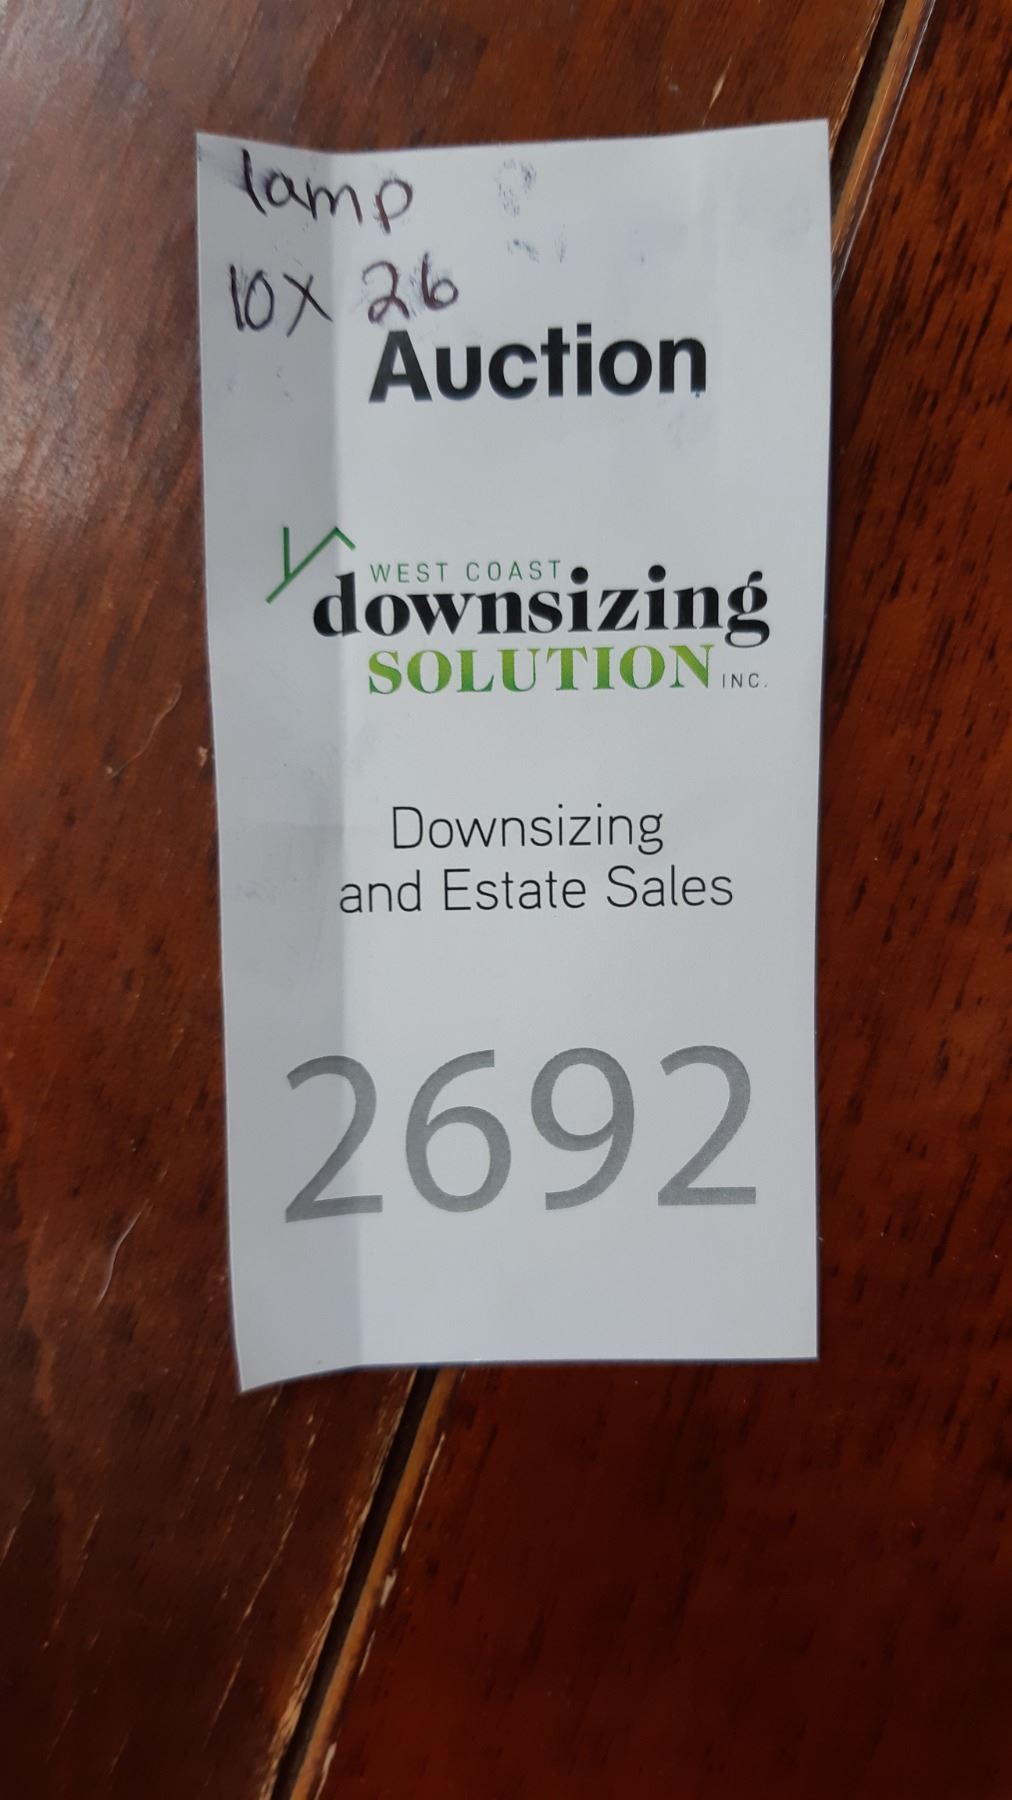 lamp
10x 26
Auction
WEST COAST
downsizing
SOLUTION INC.
Downsizing
and Estate Sales
2692